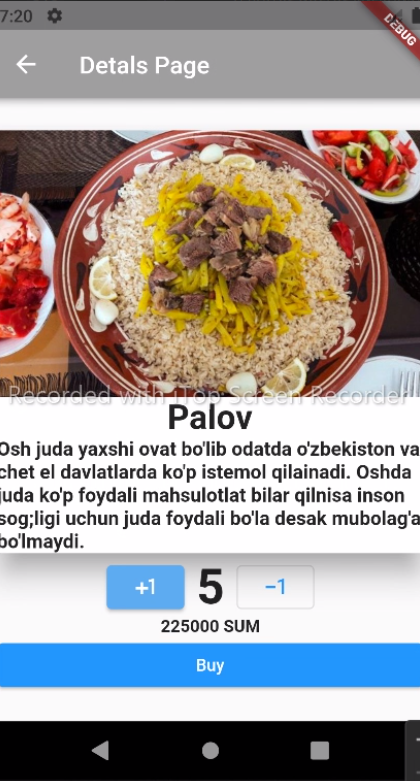 7:20
DEBUG
Detals Page
Recorded with iTop Screen Recorder
Palov
Osh juda yaxshi ovat bo'lib odatda o'zbekiston va
chet el davlatlarda ko'p istemol qilainadi. Oshda
juda ko'p foydali mahsulotlat bilar qilnisa inson
sog;ligi uchun juda foydali bo'la desak mubolag'a
bo'lmaydi.
+1 5 −1
225000 SUM
Buy